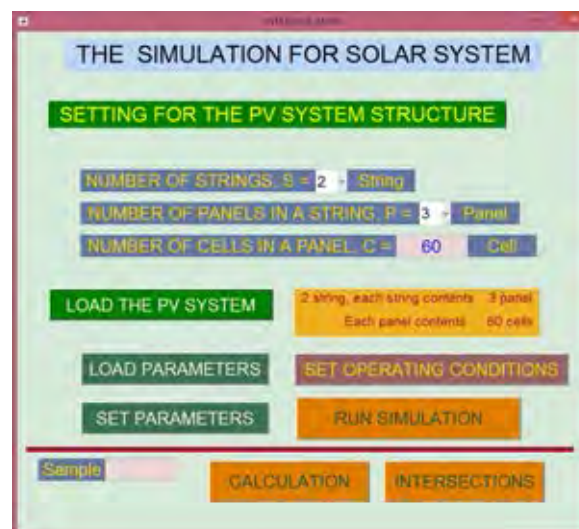 THE SIMULATION FOR SOLAR SYSTEM
SETTING FOR THE PV SYSTEM STRUCTURE
NUMBER OF STRINGS, S = 2 String
NUMBER OF PANELS IN A STRING, P = 3 Panel
NUMBER OF CELLS IN A PANEL, C = 60 Cell
LOAD THE PV SYSTEM
2 string, each string contents 3 panel
Each panel contents 60 cells
LOAD PARAMETERS
SET OPERATING CONDITIONS
SET PARAMETERS
RUN SIMULATION
Sample
CALCULATION
INTERSECTIONS